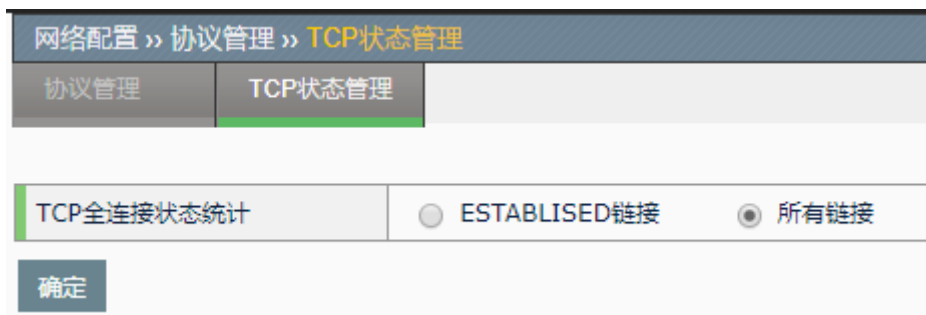 网络配置 ›› 协议管理 ›› TCP状态管理
协议管理 TCP状态管理
TCP全连接状态统计 ESTABLISED链接 所有链接
确定